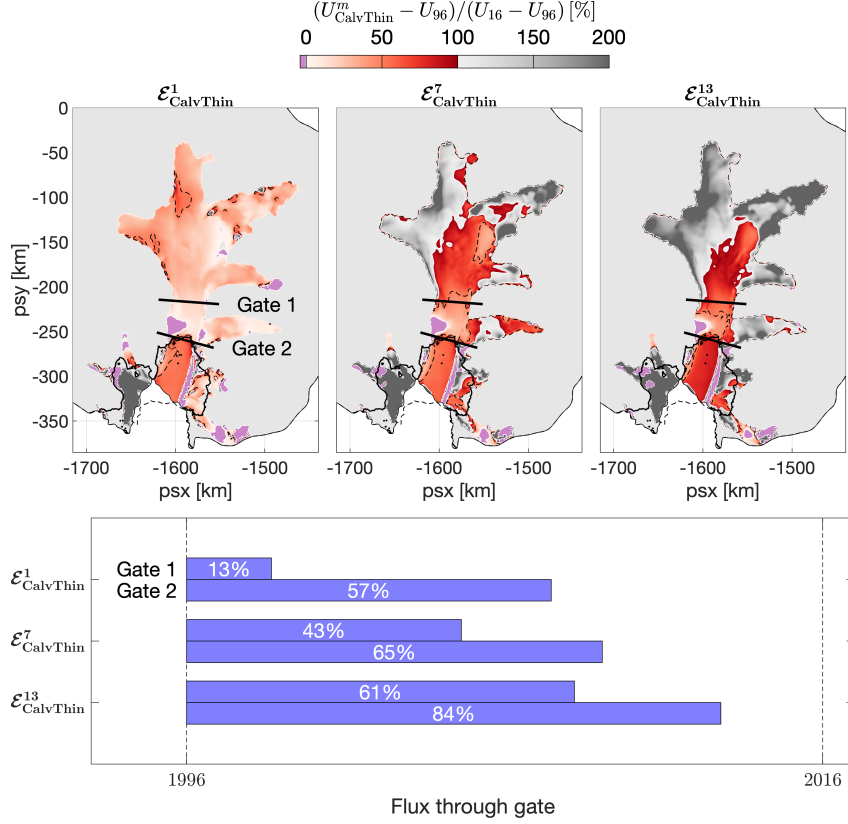 (U^m_CalvThin − U_96)/(U_16 − U_96) [%]
0 50 100 150 200
ℰ^1_CalvThin ℰ^7_CalvThin ℰ^13_CalvThin
psy [km]
0
-50
-100
-150
-200
-250
-300
-350
Gate 1
Gate 2
-1700 -1600 -1500 -1700 -1600 -1500 -1700 -1600 -1500
psx [km] psx [km] psx [km]
ℰ^1_CalvThin
Gate 1 13%
Gate 2 57%
ℰ^7_CalvThin
43%
65%
ℰ^13_CalvThin
61%
84%
1996 2016
Flux through gate